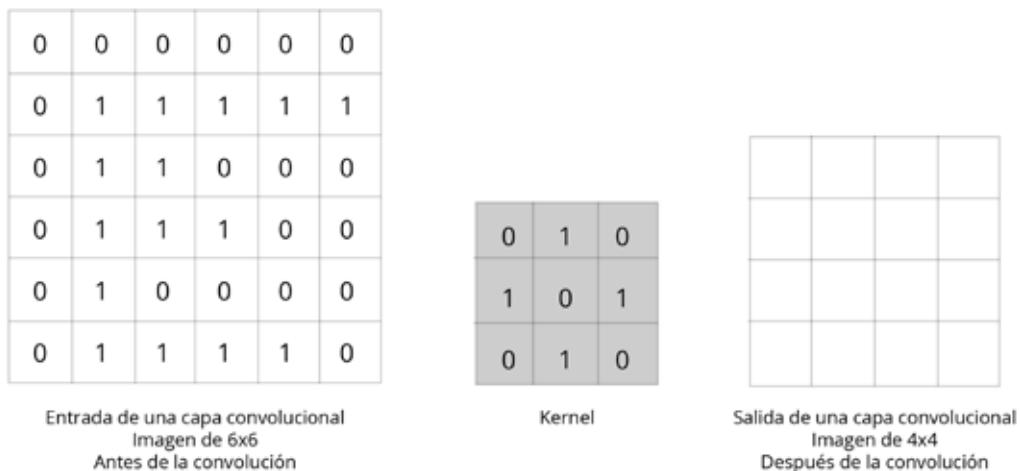 0 0 0 0 0 0
0 1 1 1 1 1
0 1 1 0 0 0
0 1 1 1 0 0
0 1 0 0 0 0
0 1 1 1 1 0
Entrada de una capa convolucional
Imagen de 6x6
Antes de la convolución
0 1 0
1 0 1
0 1 0
Kernel
Salida de una capa convolucional
Imagen de 4x4
Después de la convolución